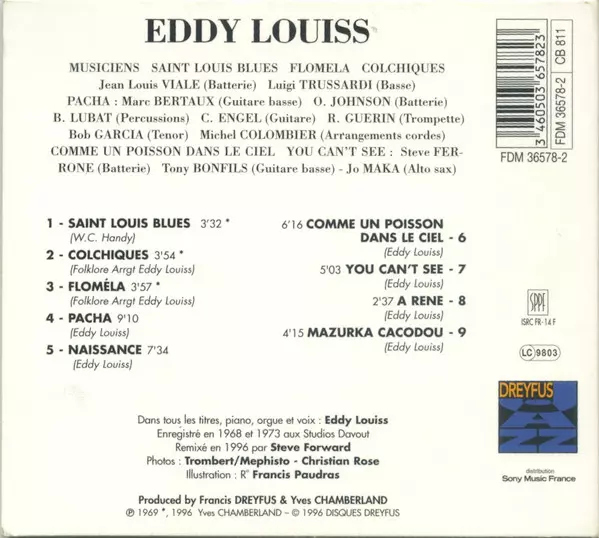 EDDY LOUISS
MUSICIENS SAINT LOUIS BLUES FLOMELA COLCHIQUES
Jean Louis VIALE (Batterie) Luigi TRUSSARDI (Basse)
PACHA : Marc BERTAUX (Guitare basse) O. JOHNSON (Batterie)
B. LUBAT (Percussions) C. ENGEL (Guitare) R. GUERIN (Trompette)
Bob GARCIA (Tenor) Michel COLOMBIER (Arrangements cordes)
COMME UN POISSON DANS LE CIEL YOU CAN'T SEE : Steve FER-
RONE (Batterie) Tony BONFILS (Guitare basse) - Jo MAKA (Alto sax)
3 460503 657823
FDM 36578-2
CB 811
FDM 36578-2
1 - SAINT LOUIS BLUES 3'32 *
(W.C. Handy)
2 - COLCHIQUES 3'54 *
(Folklore Arrgt Eddy Louiss)
3 - FLOMÉLA 3'57 *
(Folklore Arrgt Eddy Louiss)
4 - PACHA 9'10
(Eddy Louiss)
5 - NAISSANCE 7'34
(Eddy Louiss)
6'16 COMME UN POISSON
DANS LE CIEL - 6
(Eddy Louiss)
5'03 YOU CAN'T SEE - 7
(Eddy Louiss)
2'37 A RENE - 8
(Eddy Louiss)
4'15 MAZURKA CACODOU - 9
(Eddy Louiss)
SPPF
ISRC FR-14 F
LC 9803
DREYFUS
JAZZ
distribution
Sony Music France
Dans tous les titres, piano, orgue et voix : Eddy Louiss
Enregistré en 1968 et 1973 aux Studios Davout
Remixé en 1996 par Steve Forward
Photos : Trombert/Mephisto - Christian Rose
Illustration : R° Francis Paudras
Produced by Francis DREYFUS & Yves CHAMBERLAND
℗ 1969 *, 1996 Yves CHAMBERLAND – © 1996 DISQUES DREYFUS